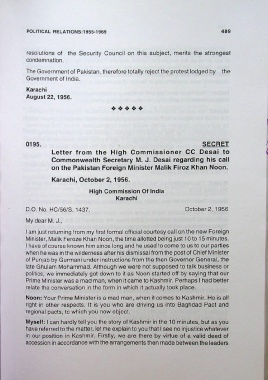 POLITICAL RELATIONS:1955-1965 489
resolutions of the Security Council on this subject, merits the strongest
condemnation.
The Government of Pakistan, therefore totally reject the protest lodged by the
Government of India.
Karachi
August 22, 1956.
❖ ❖ ❖ ❖ ❖
0195. SECRET
Letter from the High Commissioner CC Desai to
Commonwealth Secretary M. J. Desai regarding his call
on the Pakistan Foreign Minister Malik Firoz Khan Noon.
Karachi, October 2, 1956.
High Commission Of India
Karachi
D.O. No. HC/56/S. 1437. October 2, 1956
My dear M. J.,
I am just returning from my first formal official courtesy call on the new Foreign
Minister, Malik Feroze Khan Noon, the time allotted being just 10 to 15 minutes.
I have of course known him since long and he used to come to us to our parties
when he was in the wilderness after his dismissal from the post of Chief Minister
of Punjab by Gurmani under instructions from the then Governor General, the
late Ghulam Mohammad. Although we were not supposed to talk business or
politics, we immediately got down to it as Noon started off by saying that our
Prime Minister was a mad man, when it came to Kashmir. Perhaps I had better
relate the conversation in the form in which it actually took place.
Noon: Your Prime Minister is a mad man, when it comes to Kashmir. He is all
right in other respects. It is you who are driving us into Baghdad Pact and
regional pacts, to which you now object.
Myself: I can hardly tell you the story of Kashmir in the 10 minutes, but as you
have referred to the matter, let me explain to you that I see no injustice whatever
in our position in Kashmir. Firstly, we are there by virtue of a valid deed of
accession in accordance with the arrangements then made between the leaders